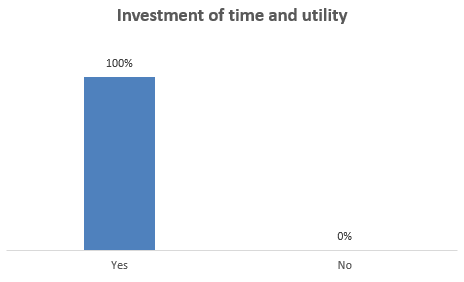 Investment of time and utility
100%
0%
Yes
No